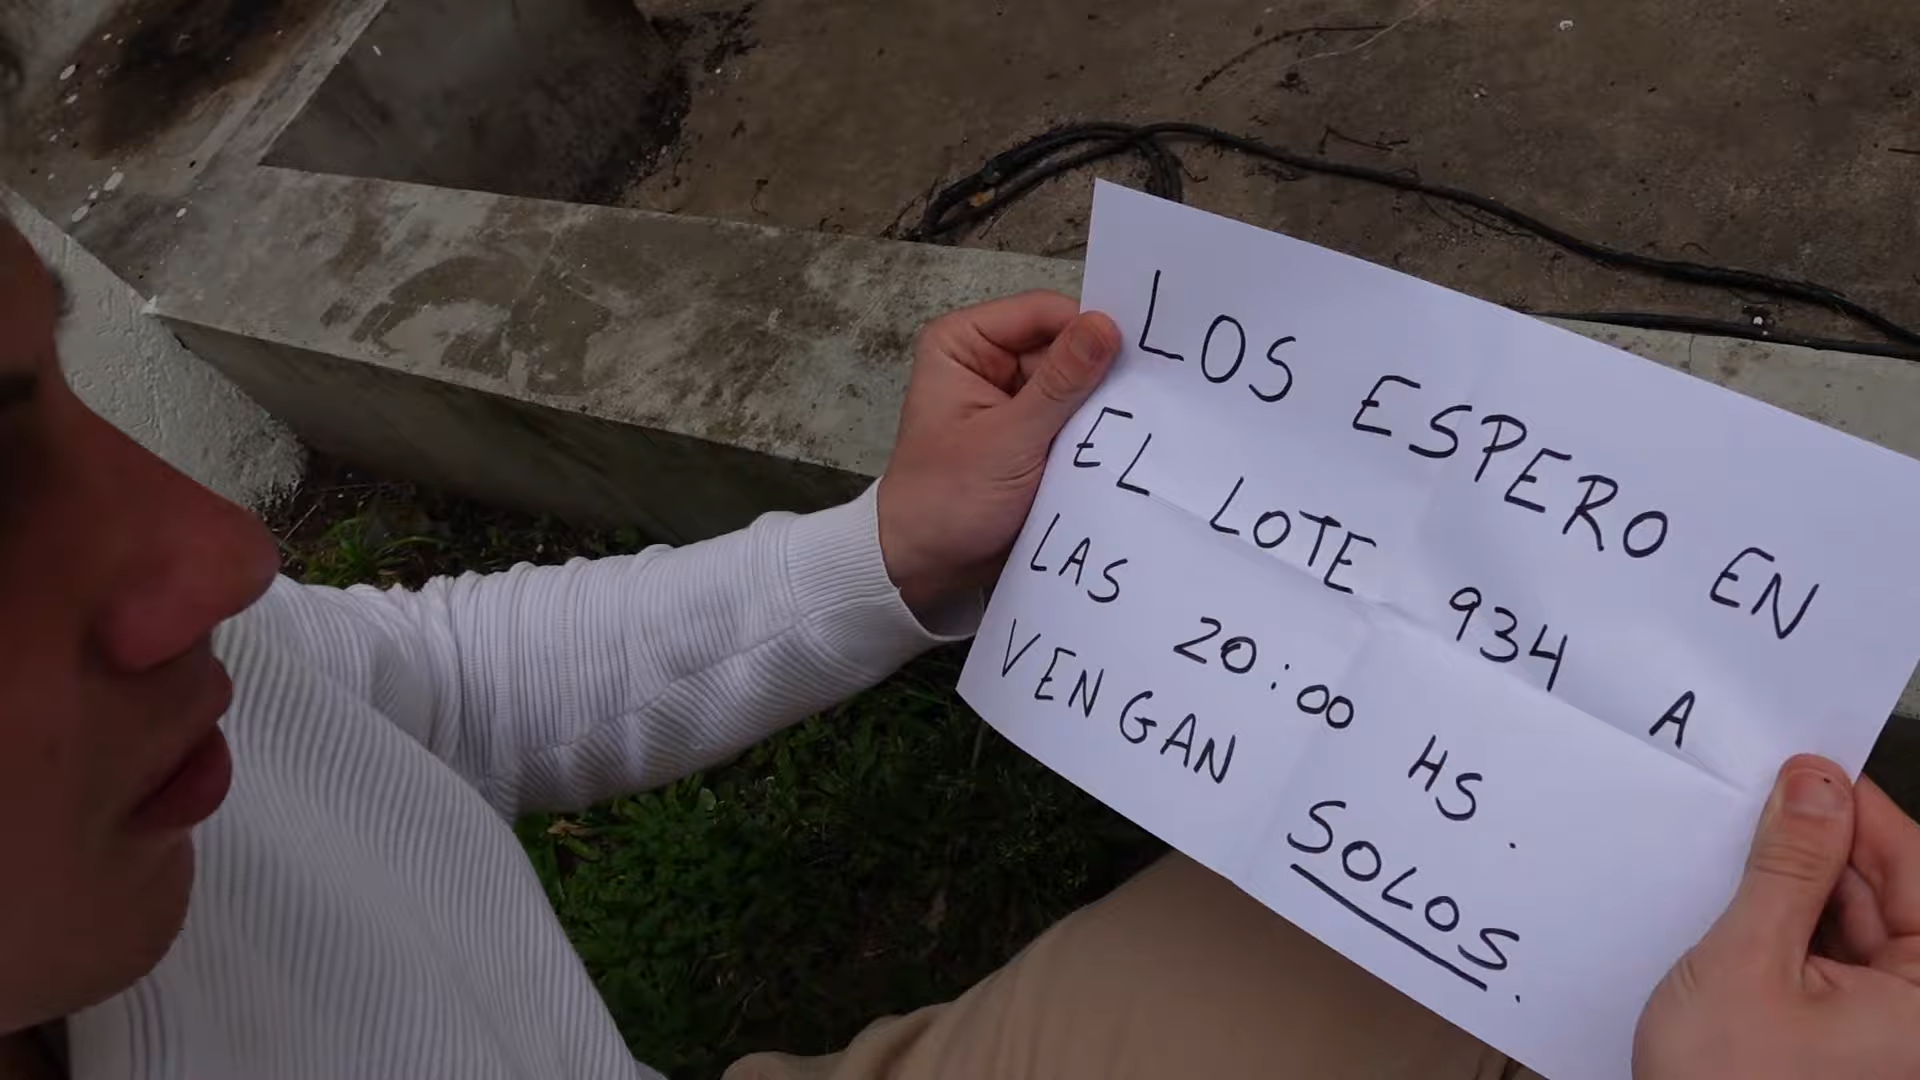 LOS ESPERO EN
EL LOTE 934 A
LAS 20:00 HS.
VENGAN SOLOS.